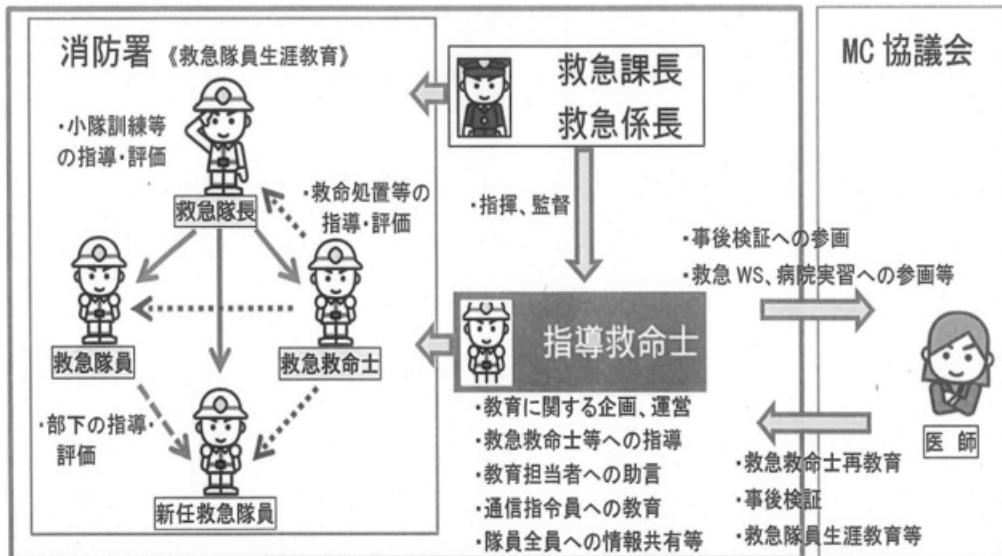 消防署 《救急隊員生涯教育》
・小隊訓練等
の指導・評価
救急隊長
・救命処置等の
指導・評価
救急隊員
救急救命士
・部下の指導・
評価
新任救急隊員
救急課長
救急係長
・指揮、監督
指導救命士
・教育に関する企画、運営
・救急救命士等への指導
・教育担当者への助言
・通信指令員への教育
・隊員全員への情報共有等
MC 協議会
・事後検証への参画
・救急 WS、病院実習への参画等
医 師
・救急救命士再教育
・事後検証
・救急隊員生涯教育等